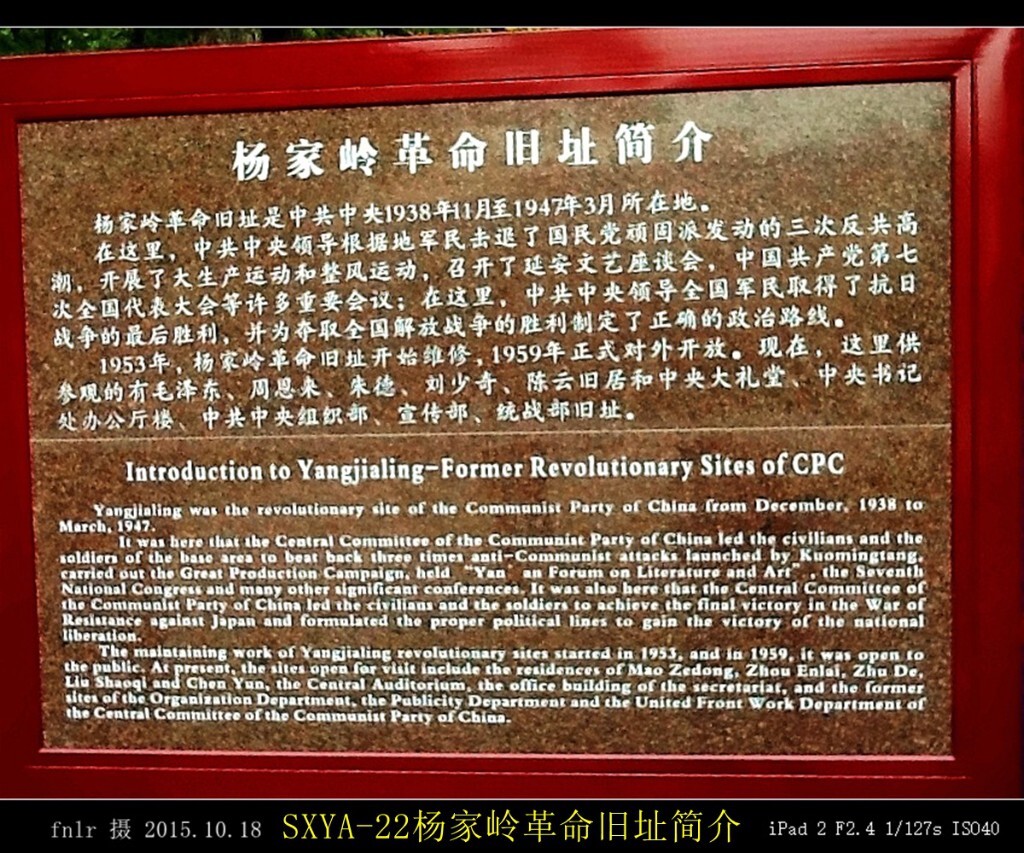 杨家岭革命旧址简介
杨家岭革命旧址是中共中央1938年11月至1947年3月所在地。
在这里，中共中央领导根据地军民击退了国民党顽固派发动的三次反共高
潮，开展了大生产运动和整风运动，召开了延安文艺座谈会，中国共产党第七
次全国代表大会等许多重要会议；在这里，中共中央领导全国军民取得了抗日
战争的最后胜利，并为夺取全国解放战争的胜利制定了正确的政治路线。
1953年，杨家岭革命旧址开始维修，1959年正式对外开放。现在，这里供
参观的有毛泽东、周恩来、朱德、刘少奇、陈云旧居和中央大礼堂、中央书记
处办公厅楼、中共中央组织部、宣传部、统战部旧址。
Introduction to Yangjialing-Former Revolutionary Sites of CPC
Yangjialing was the revolutionary site of the Communist Party of China from December, 1938 to
March, 1947.
It was here that the Central Committee of the Communist Party of China led the civilians and the
soldiers of the base area to beat back three times anti-Communist attacks launched by Kuomingtang,
carried out the Great Production Campaign, held "Yan' an Forum on Literature and Art", the Seventh
National Congress and many other significant conferences. It was also here that the Central Committee of
the Communist Party of China led the civilians and the soldiers to achieve the final victory in the War of
Resistance against Japan and formulated the proper political lines to gain the victory of the national
liberation.
The maintaining work of Yangjialing revolutionary sites started in 1953, and in 1959, it was open to
the public. At present, the sites open for visit include the residences of Mao Zedong, Zhou Enlai, Zhu De,
Liu Shaoqi and Chen Yun, the Central Auditorium, the office building of the secretariat, and the former
sites of the Organization Department, the Publicity Department and the United Front Work Department of
the Central Committee of the Communist Party of China.
fnlr 摄 2015.10.18 SXYA-22杨家岭革命旧址简介 iPad 2 F2.4 1/127s ISO40